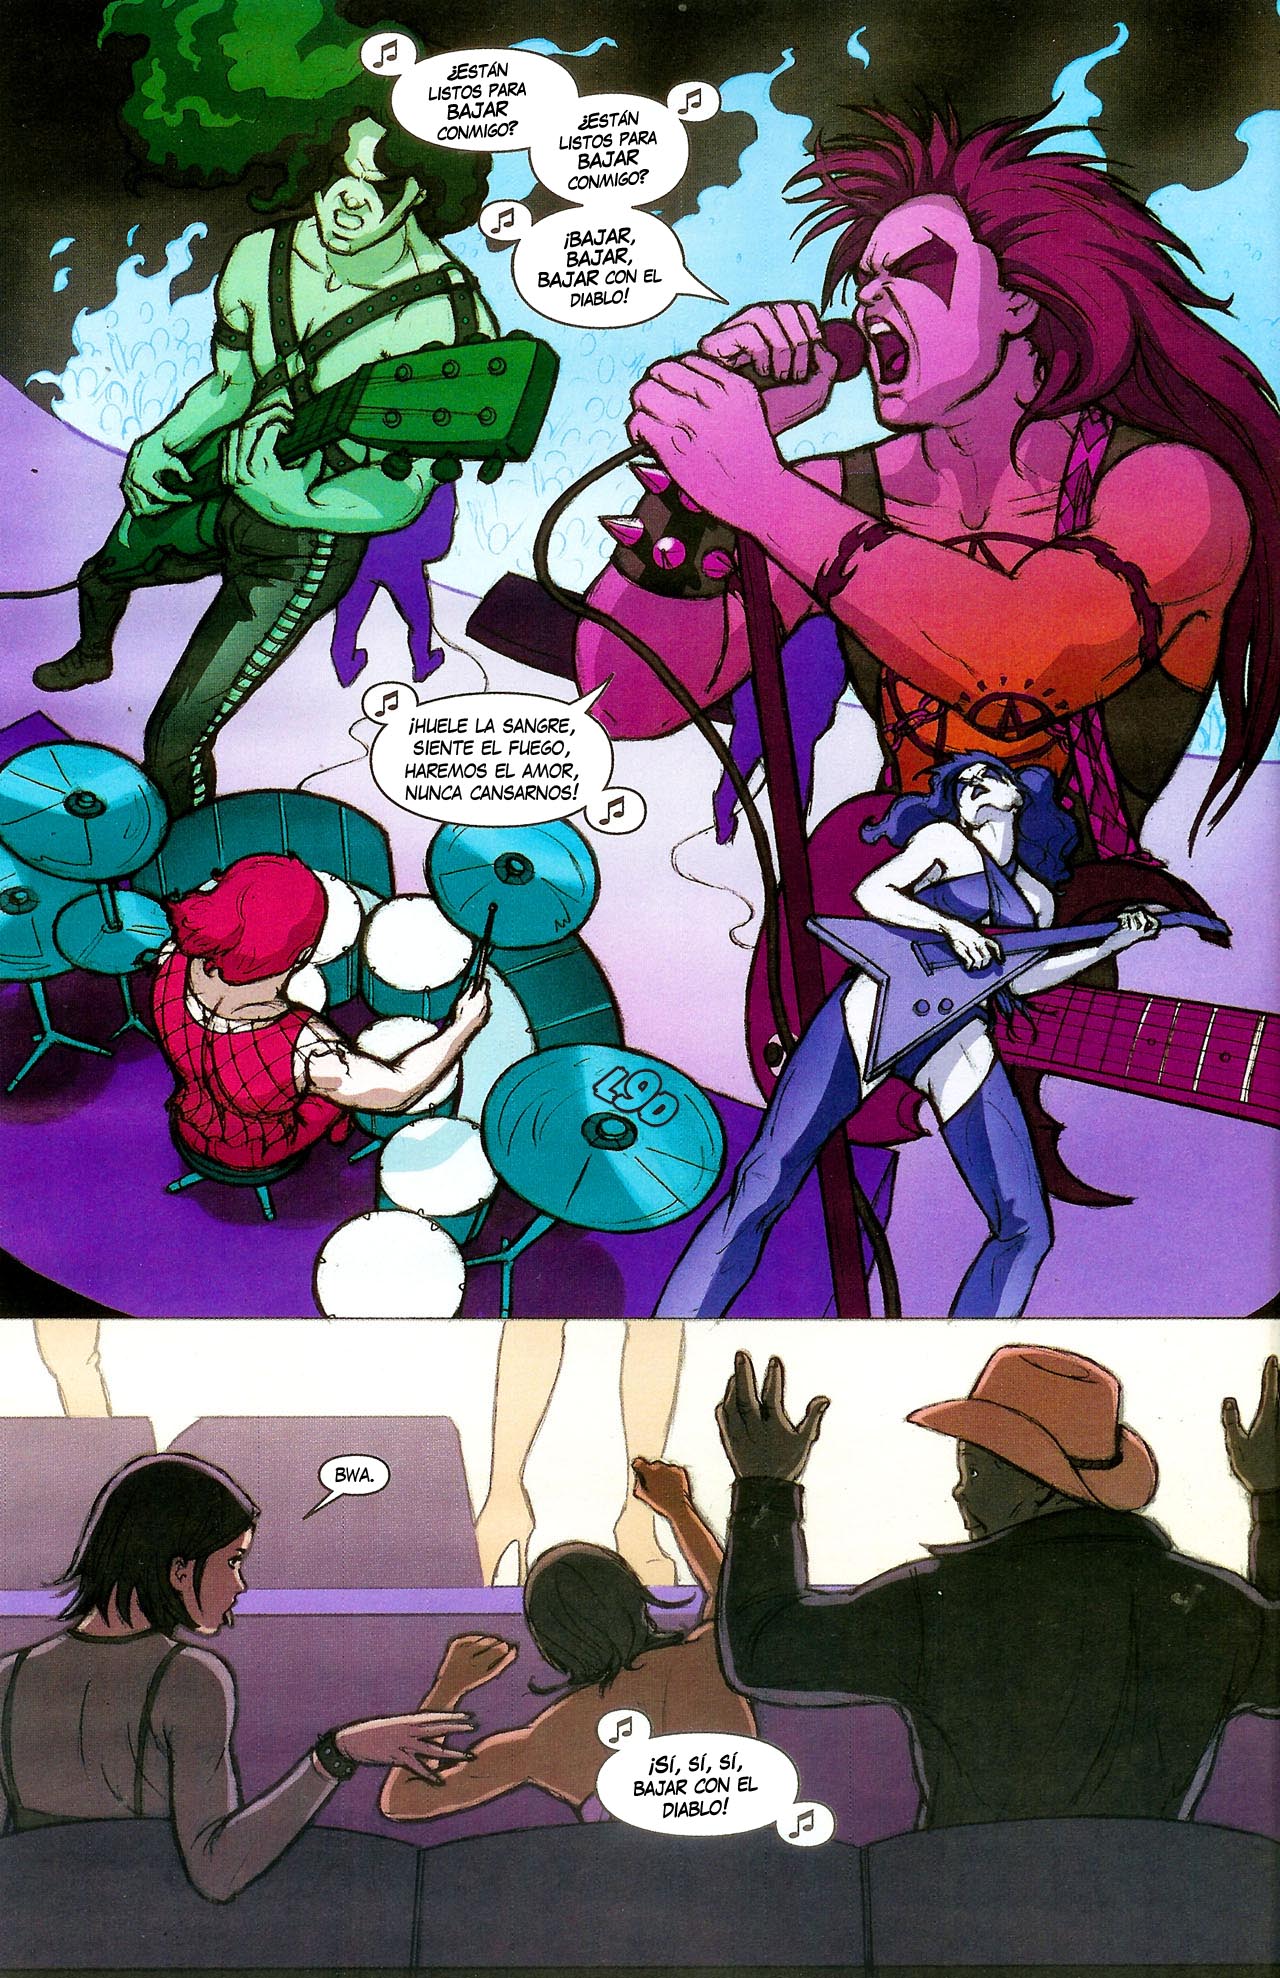 ¿ESTÁN
LISTOS PARA
BAJAR
CONMIGO?
¿ESTÁN
LISTOS PARA
BAJAR
CONMIGO?
¡BAJAR,
BAJAR,
BAJAR CON EL
DIABLO!
¡HUELE LA SANGRE,
SIENTE EL FUEGO,
HAREMOS EL AMOR,
NUNCA CANSARNOS!
L9D
BWA.
¡SÍ, SÍ, SÍ,
BAJAR CON EL
DIABLO!